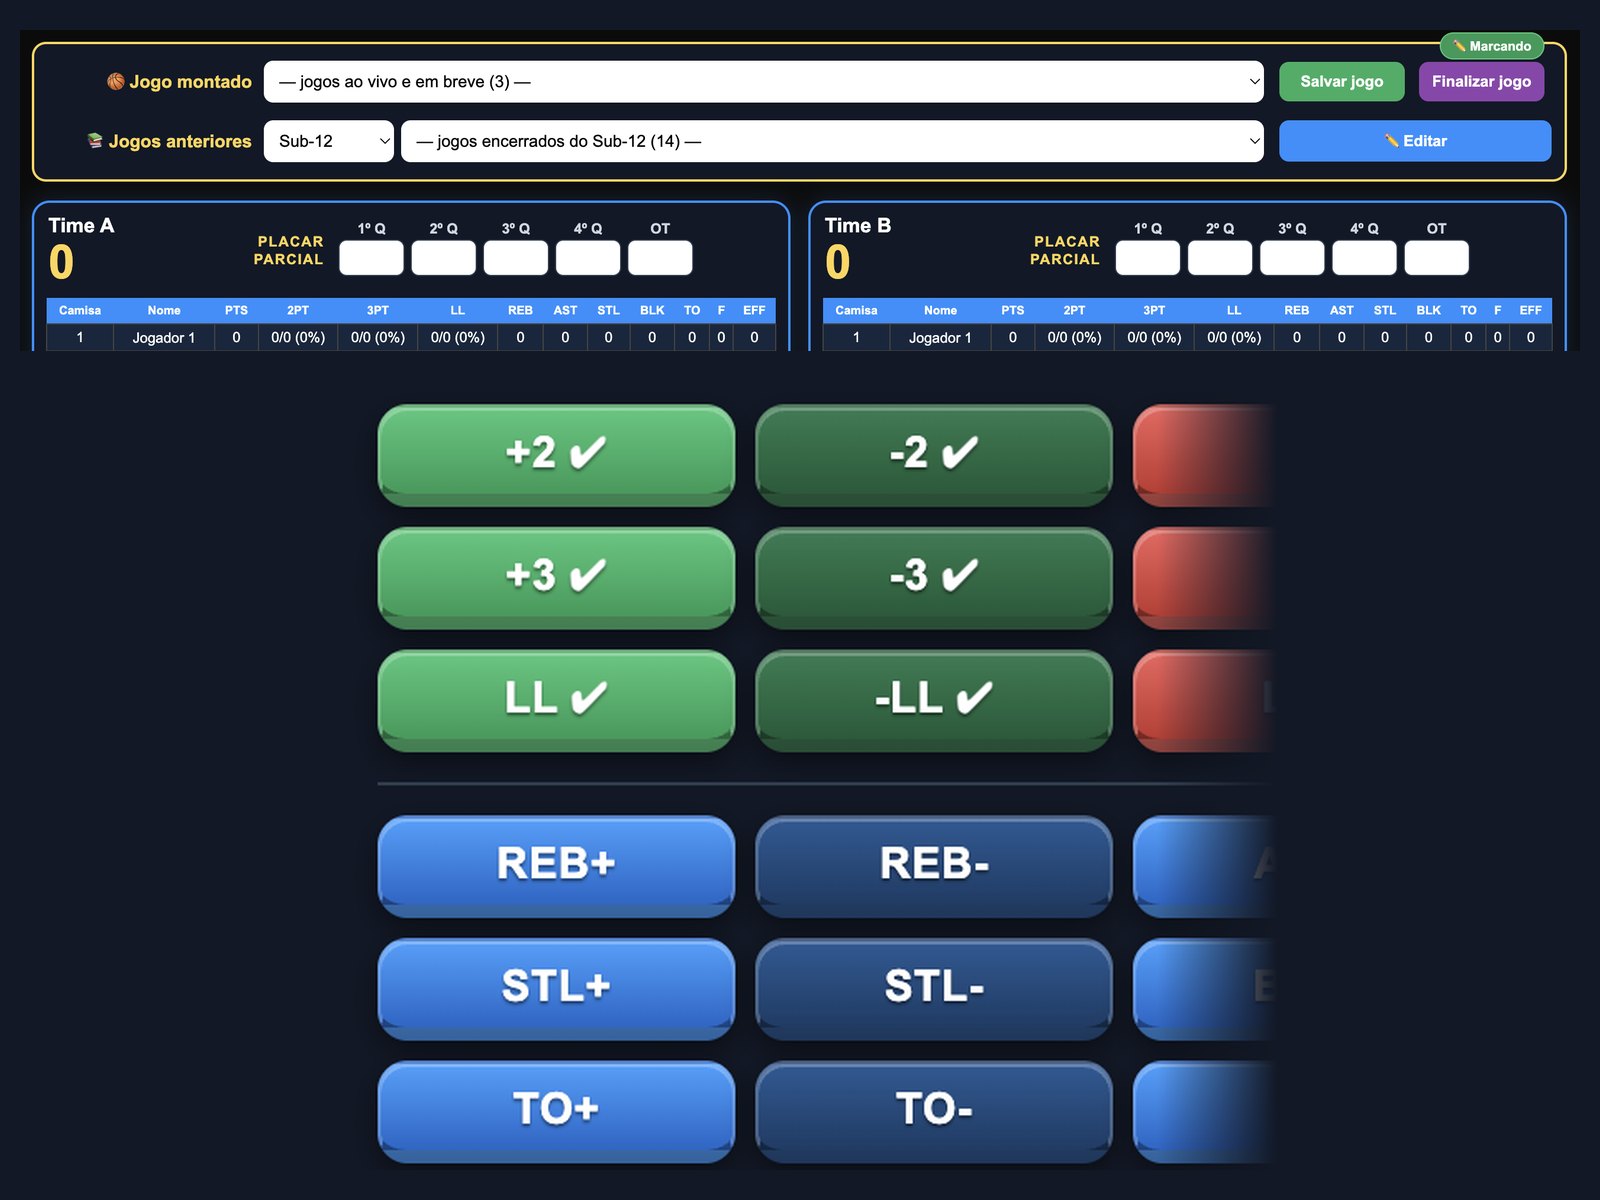 ✏️ Marcando
🏀 Jogo montado — jogos ao vivo e em breve (3) — Salvar jogo Finalizar jogo
📚 Jogos anteriores Sub-12 — jogos encerrados do Sub-12 (14) — ✏️ Editar
Time A
0
PLACAR
PARCIAL
1º Q 2º Q 3º Q 4º Q OT
Camisa Nome PTS 2PT 3PT LL REB AST STL BLK TO F EFF
1 Jogador 1 0 0/0 (0%) 0/0 (0%) 0/0 (0%) 0 0 0 0 0 0 0
Time B
0
PLACAR
PARCIAL
1º Q 2º Q 3º Q 4º Q OT
Camisa Nome PTS 2PT 3PT LL REB AST STL BLK TO F EFF
1 Jogador 1 0 0/0 (0%) 0/0 (0%) 0/0 (0%) 0 0 0 0 0 0 0
+2 ✔ -2 ✔
+3 ✔ -3 ✔
LL ✔ -LL ✔
REB+ REB-
STL+ STL-
TO+ TO-